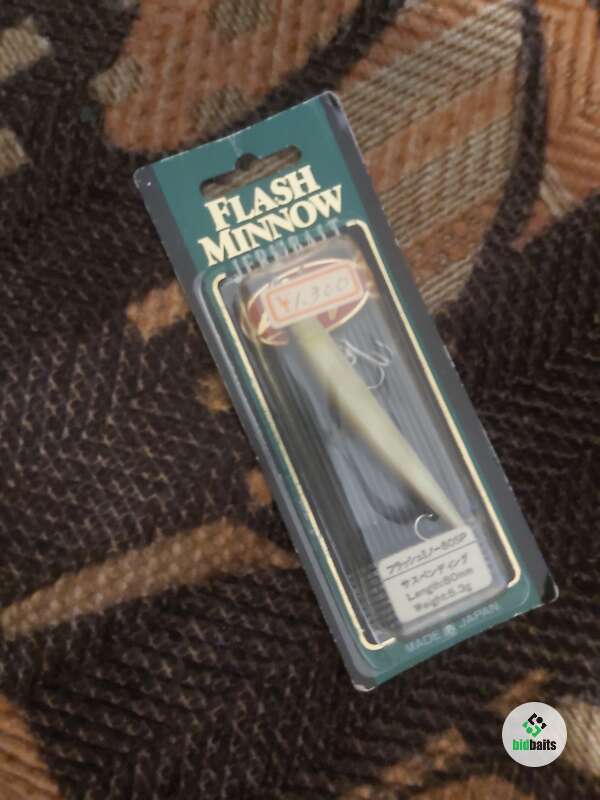 FLASH
MINNOW
JERKBAIT
¥1,300
フラッシュミノー80SP
サスペンディング
Length:80mm
Weight:8.3g
MADE IN JAPAN
bidbaits